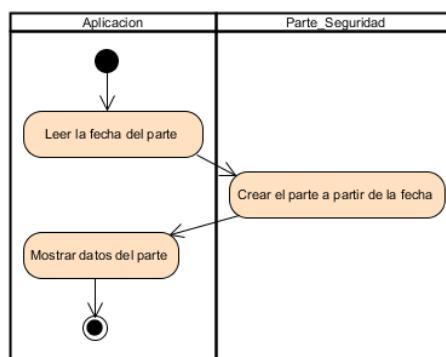 Aplicacion
Parte_Seguridad
Leer la fecha del parte
Crear el parte a partir de la fecha
Mostrar datos del parte